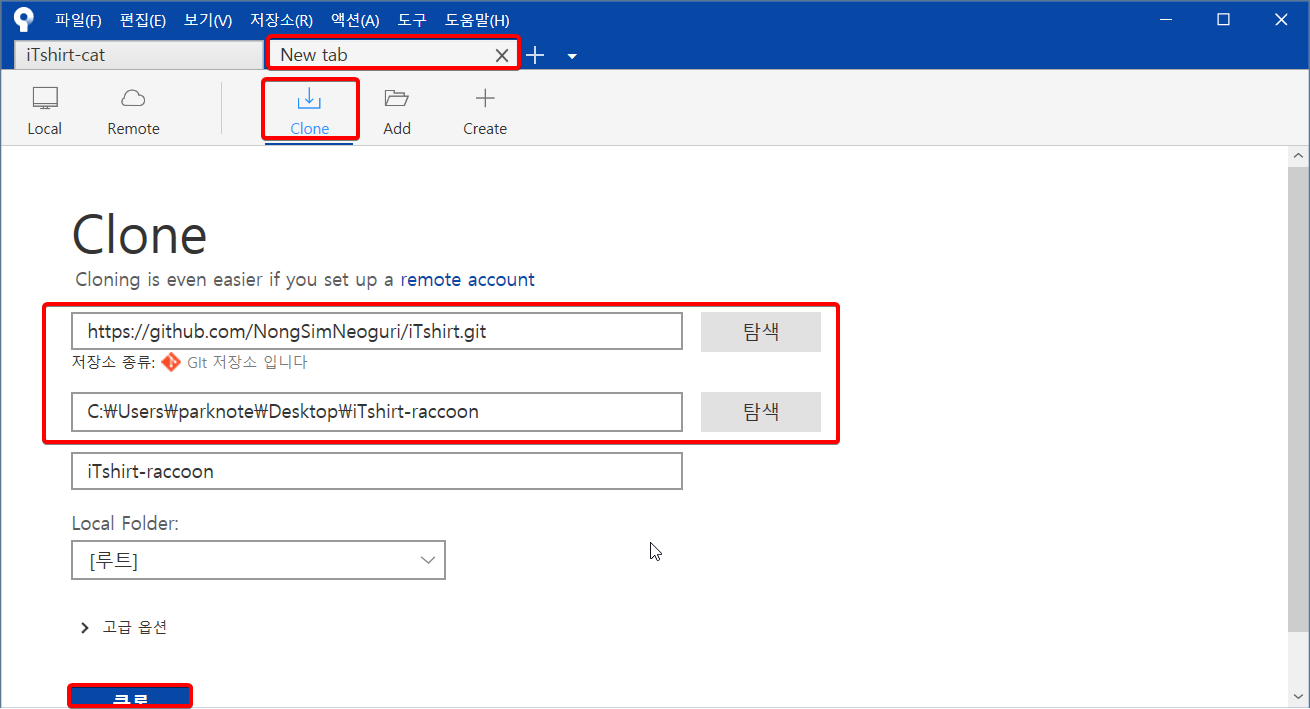 파일(F) 편집(E) 보기(V) 저장소(R) 액션(A) 도구 도움말(H)
iTshirt-cat New tab
Local Remote Clone Add Create
Clone
Cloning is even easier if you set up a remote account
https://github.com/NongSimNeoguri/iTshirt.git 탐색
저장소 종류: GIt 저장소 입니다
C:₩Users₩parknote₩Desktop₩iTshirt-raccoon 탐색
iTshirt-raccoon
Local Folder:
[루트]
고급 옵션
클론